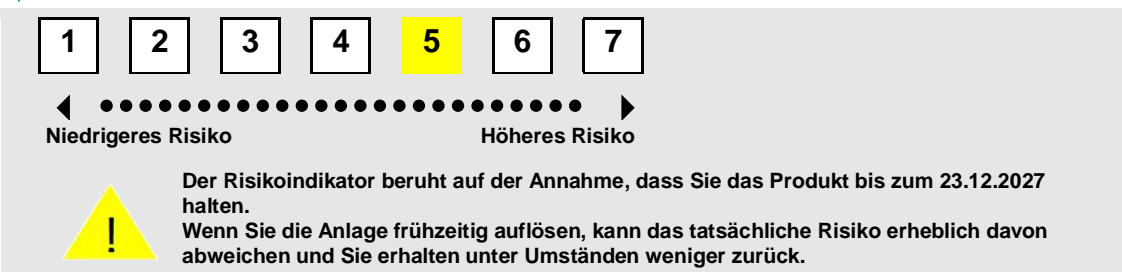 1 2 3 4 5 6 7
Niedrigeres Risiko Höheres Risiko
Der Risikoindikator beruht auf der Annahme, dass Sie das Produkt bis zum 23.12.2027
halten.
!
Wenn Sie die Anlage frühzeitig auflösen, kann das tatsächliche Risiko erheblich davon
abweichen und Sie erhalten unter Umständen weniger zurück.